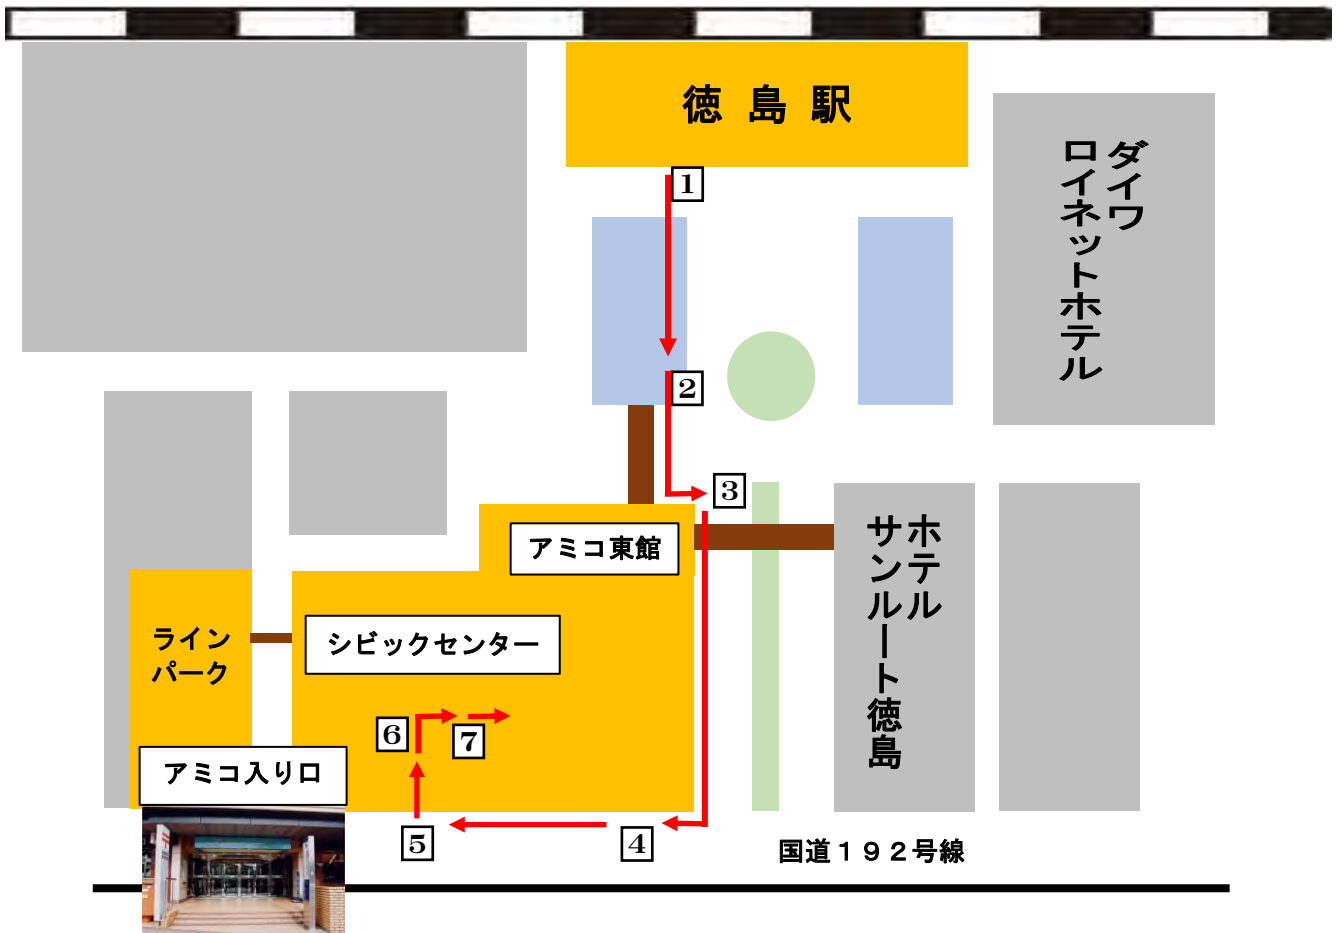 徳島駅
1
ダイワ
ロイネットホテル
2
3
アミコ東館
ホテル
サンルート徳島
ライン
パーク
シビックセンター
6
7
アミコ入り口
5
4
国道１９２号線